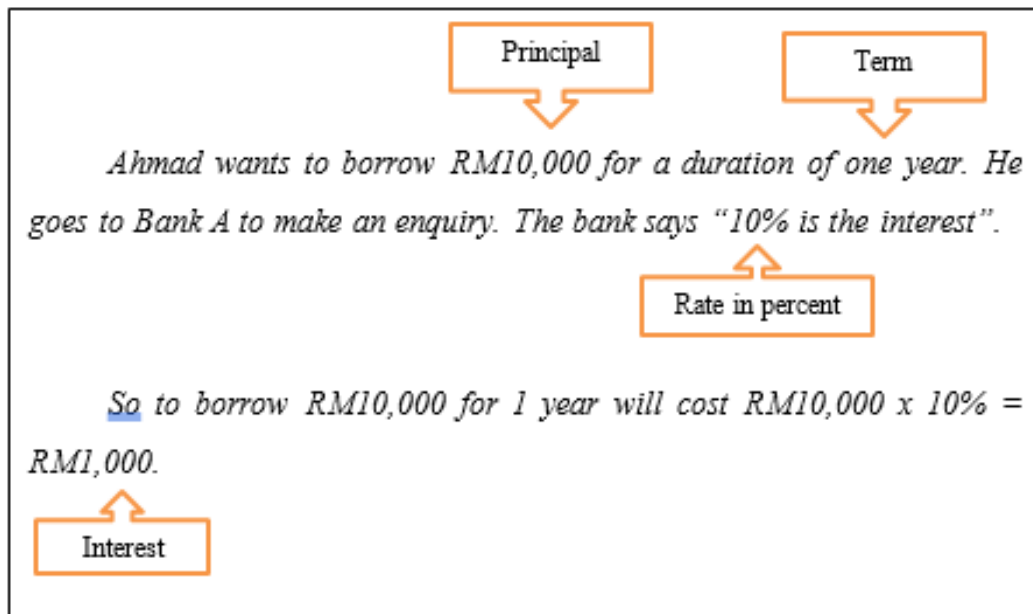 Principal
Term
Ahmad wants to borrow RM10,000 for a duration of one year. He
goes to Bank A to make an enquiry. The bank says “10% is the interest”.
Rate in percent
So to borrow RM10,000 for 1 year will cost RM10,000 x 10% =
RM1,000.
Interest